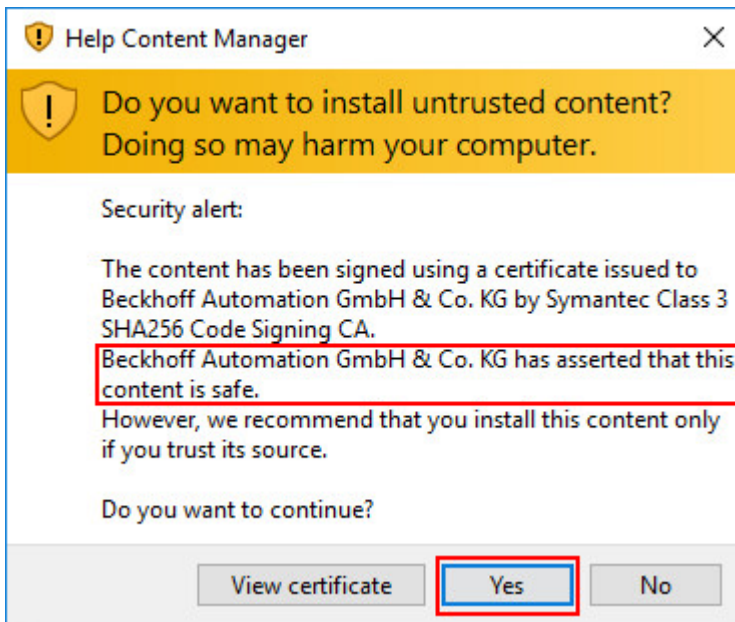 Help Content Manager
Do you want to install untrusted content?
Doing so may harm your computer.
Security alert:
The content has been signed using a certificate issued to
Beckhoff Automation GmbH & Co. KG by Symantec Class 3
SHA256 Code Signing CA.
Beckhoff Automation GmbH & Co. KG has asserted that this
content is safe.
However, we recommend that you install this content only
if you trust its source.
Do you want to continue?
View certificate Yes No